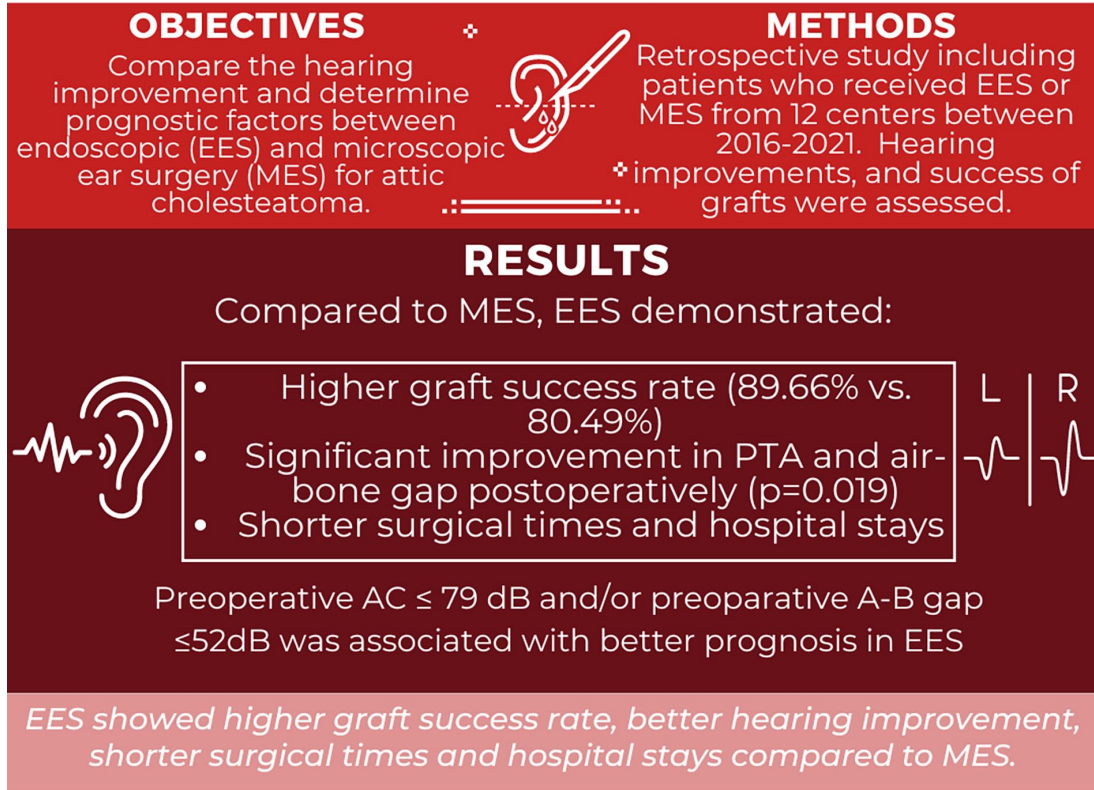 OBJECTIVES
Compare the hearing
improvement and determine
prognostic factors between
endoscopic (EES) and microscopic
ear surgery (MES) for attic
cholesteatoma.
METHODS
Retrospective study including
patients who received EES or
MES from 12 centers between
2016-2021. Hearing
improvements, and success of
grafts were assessed.
RESULTS
Compared to MES, EES demonstrated:
• Higher graft success rate (89.66% vs.
80.49%)
• Significant improvement in PTA and air-
bone gap postoperatively (p=0.019)
• Shorter surgical times and hospital stays
L R
Preoperative AC ≤ 79 dB and/or preoparative A-B gap
≤52dB was associated with better prognosis in EES
EES showed higher graft success rate, better hearing improvement,
shorter surgical times and hospital stays compared to MES.